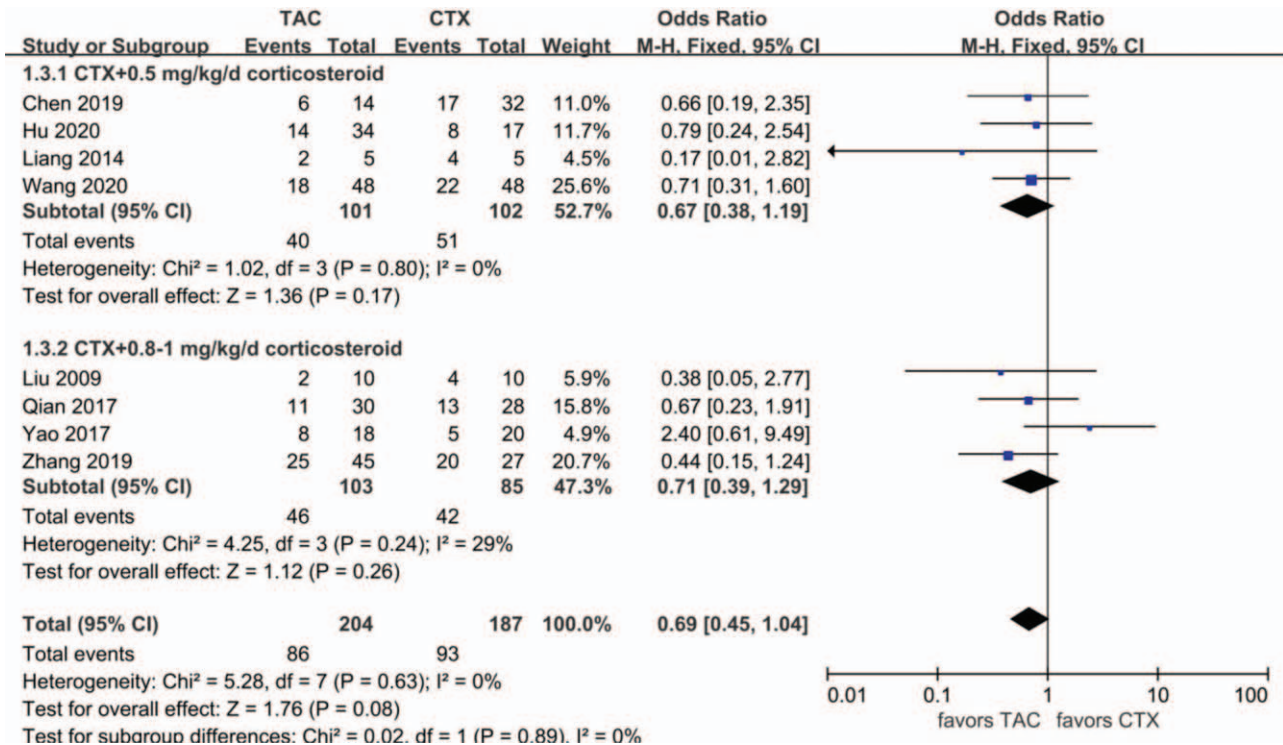 TAC CTX Odds Ratio Odds Ratio
Study or Subgroup Events Total Events Total Weight M-H, Fixed, 95% CI M-H, Fixed, 95% CI
1.3.1 CTX+0.5 mg/kg/d corticosteroid
Chen 2019 6 14 17 32 11.0% 0.66 [0.19, 2.35]
Hu 2020 14 34 8 17 11.7% 0.79 [0.24, 2.54]
Liang 2014 2 5 4 5 4.5% 0.17 [0.01, 2.82]
Wang 2020 18 48 22 48 25.6% 0.71 [0.31, 1.60]
Subtotal (95% CI) 101 102 52.7% 0.67 [0.38, 1.19]
Total events 40 51
Heterogeneity: Chi² = 1.02, df = 3 (P = 0.80); I² = 0%
Test for overall effect: Z = 1.36 (P = 0.17)
1.3.2 CTX+0.8-1 mg/kg/d corticosteroid
Liu 2009 2 10 4 10 5.9% 0.38 [0.05, 2.77]
Qian 2017 11 30 13 28 15.8% 0.67 [0.23, 1.91]
Yao 2017 8 18 5 20 4.9% 2.40 [0.61, 9.49]
Zhang 2019 25 45 20 27 20.7% 0.44 [0.15, 1.24]
Subtotal (95% CI) 103 85 47.3% 0.71 [0.39, 1.29]
Total events 46 42
Heterogeneity: Chi² = 4.25, df = 3 (P = 0.24); I² = 29%
Test for overall effect: Z = 1.12 (P = 0.26)
Total (95% CI) 204 187 100.0% 0.69 [0.45, 1.04]
Total events 86 93
Heterogeneity: Chi² = 5.28, df = 7 (P = 0.63); I² = 0%
Test for overall effect: Z = 1.76 (P = 0.08)
Test for subgroup differences: Chi² = 0.02, df = 1 (P = 0.89), I² = 0%
0.01 0.1 1 10 100
favors TAC favors CTX